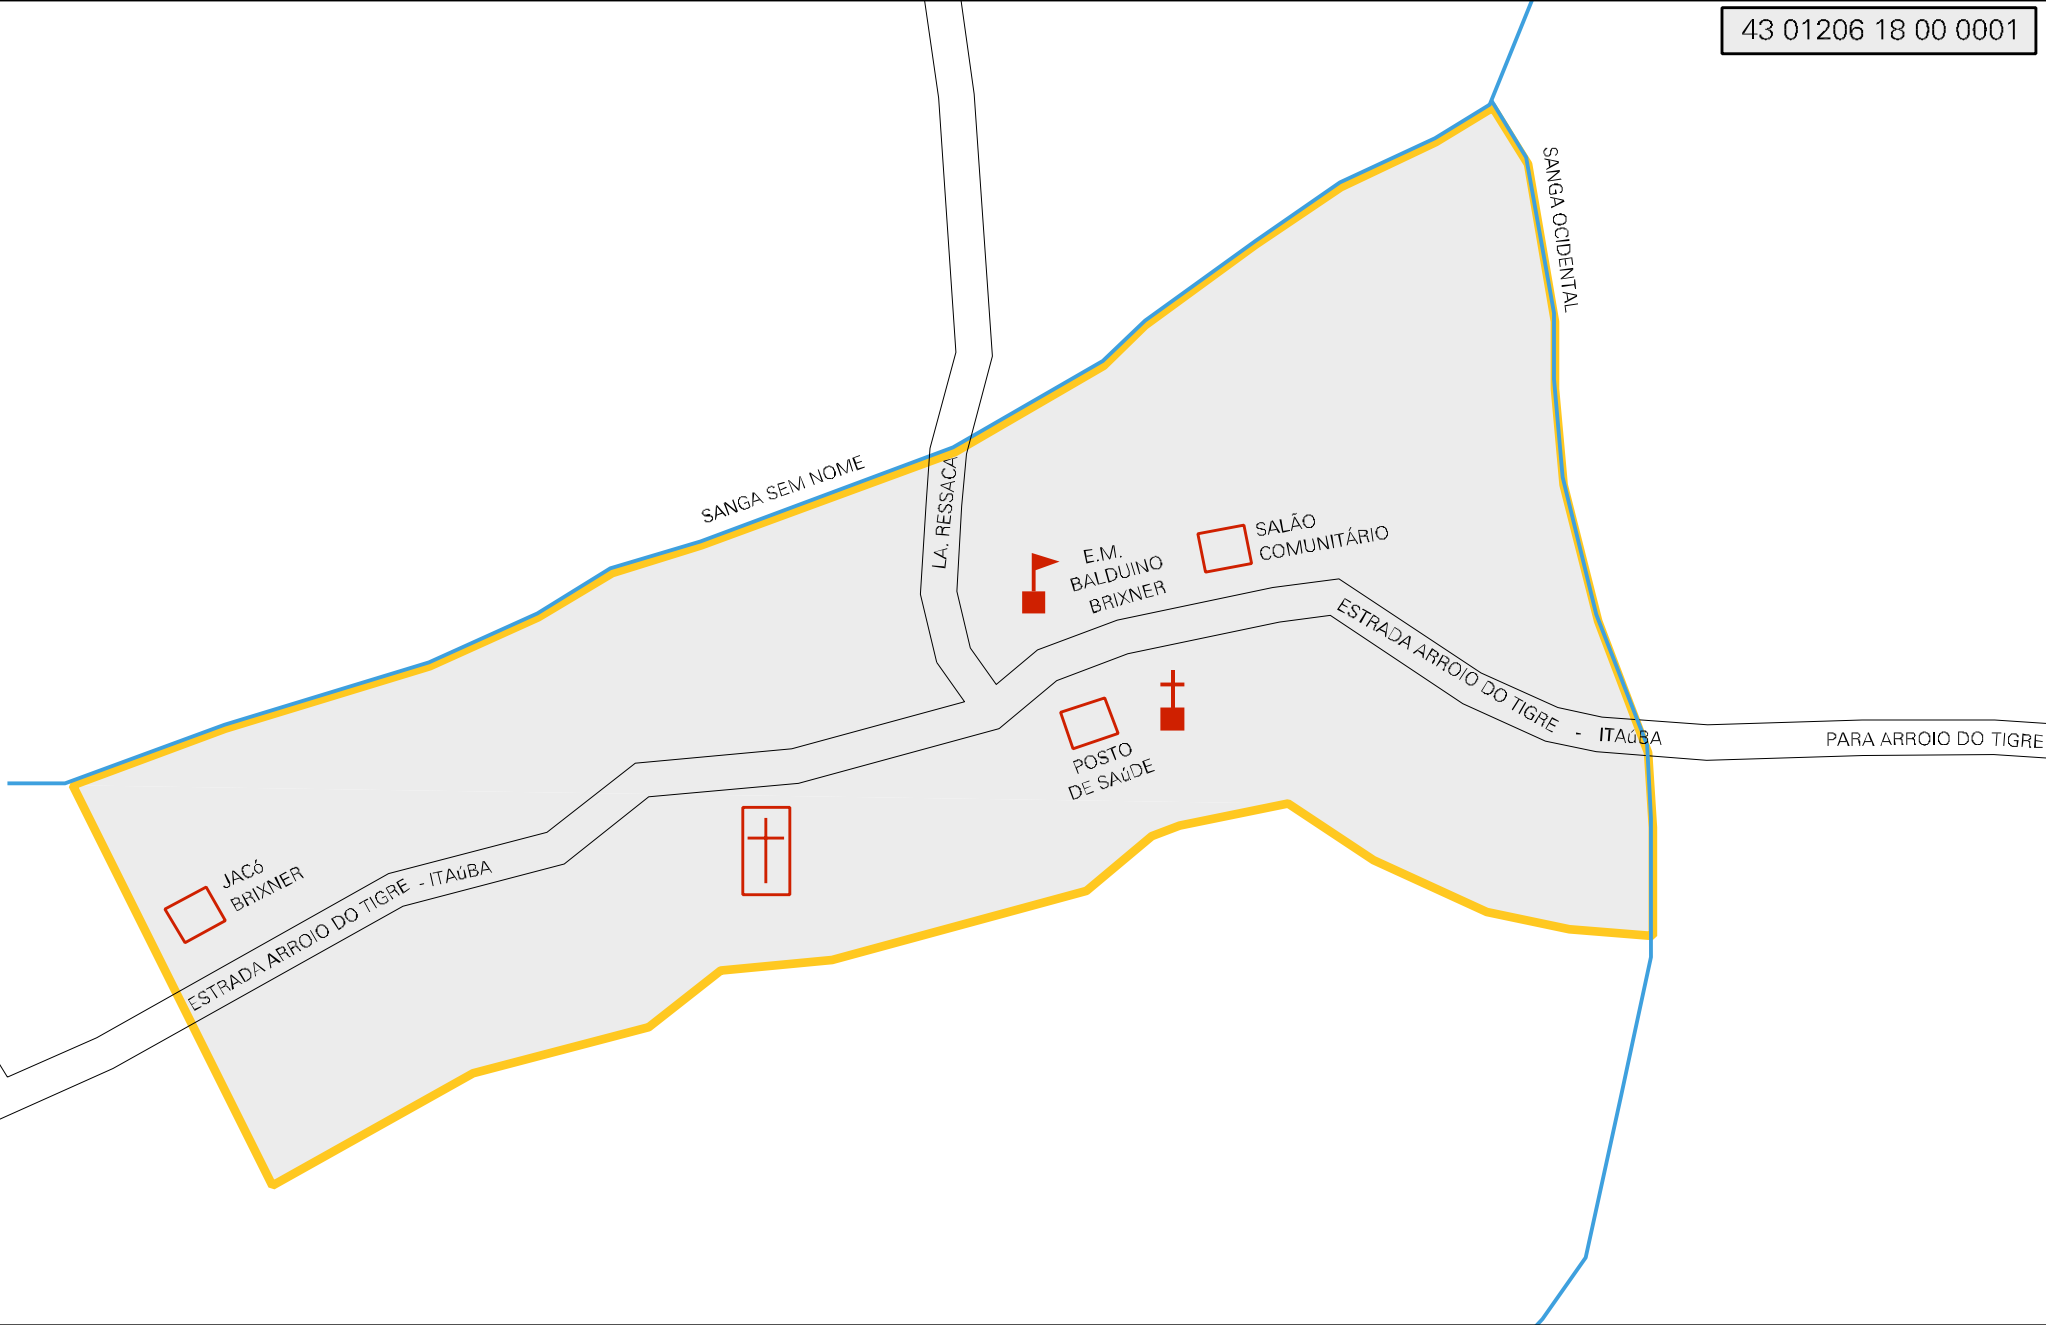 43 01206 18 00 0001
SANGA OCIDENTAL
SANGA SEM NOME
LA. RESSACA
E.M.
BALDUINO
BRIXNER
SALÃO
COMUNITÁRIO
ESTRADA ARROIO DO TIGRE - ITAúBA
PARA ARROIO DO TIGRE
POSTO
DE SAúDE
JACó
BRIXNER
ESTRADA ARROIO DO TIGRE - ITAúBA